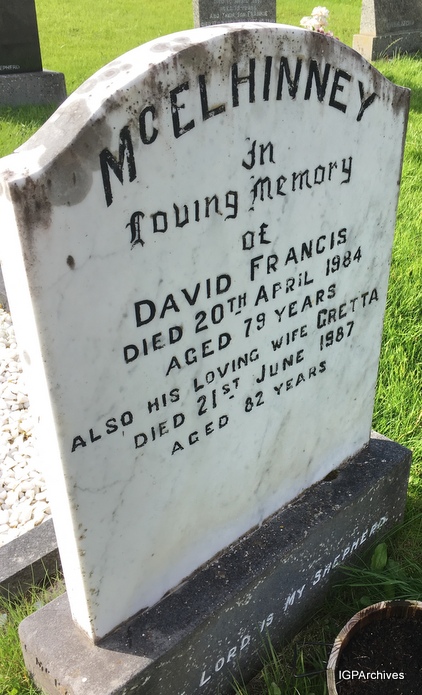 McELHINNEY
In
Loving Memory
OF
DAVID FRANCIS
DIED 20TH APRIL 1984
AGED 79 YEARS
ALSO HIS LOVING WIFE GRETTA
DIED 21ST JUNE 1987
AGED 82 YEARS
LORD IS MY SHEPHERD
IGPArchives